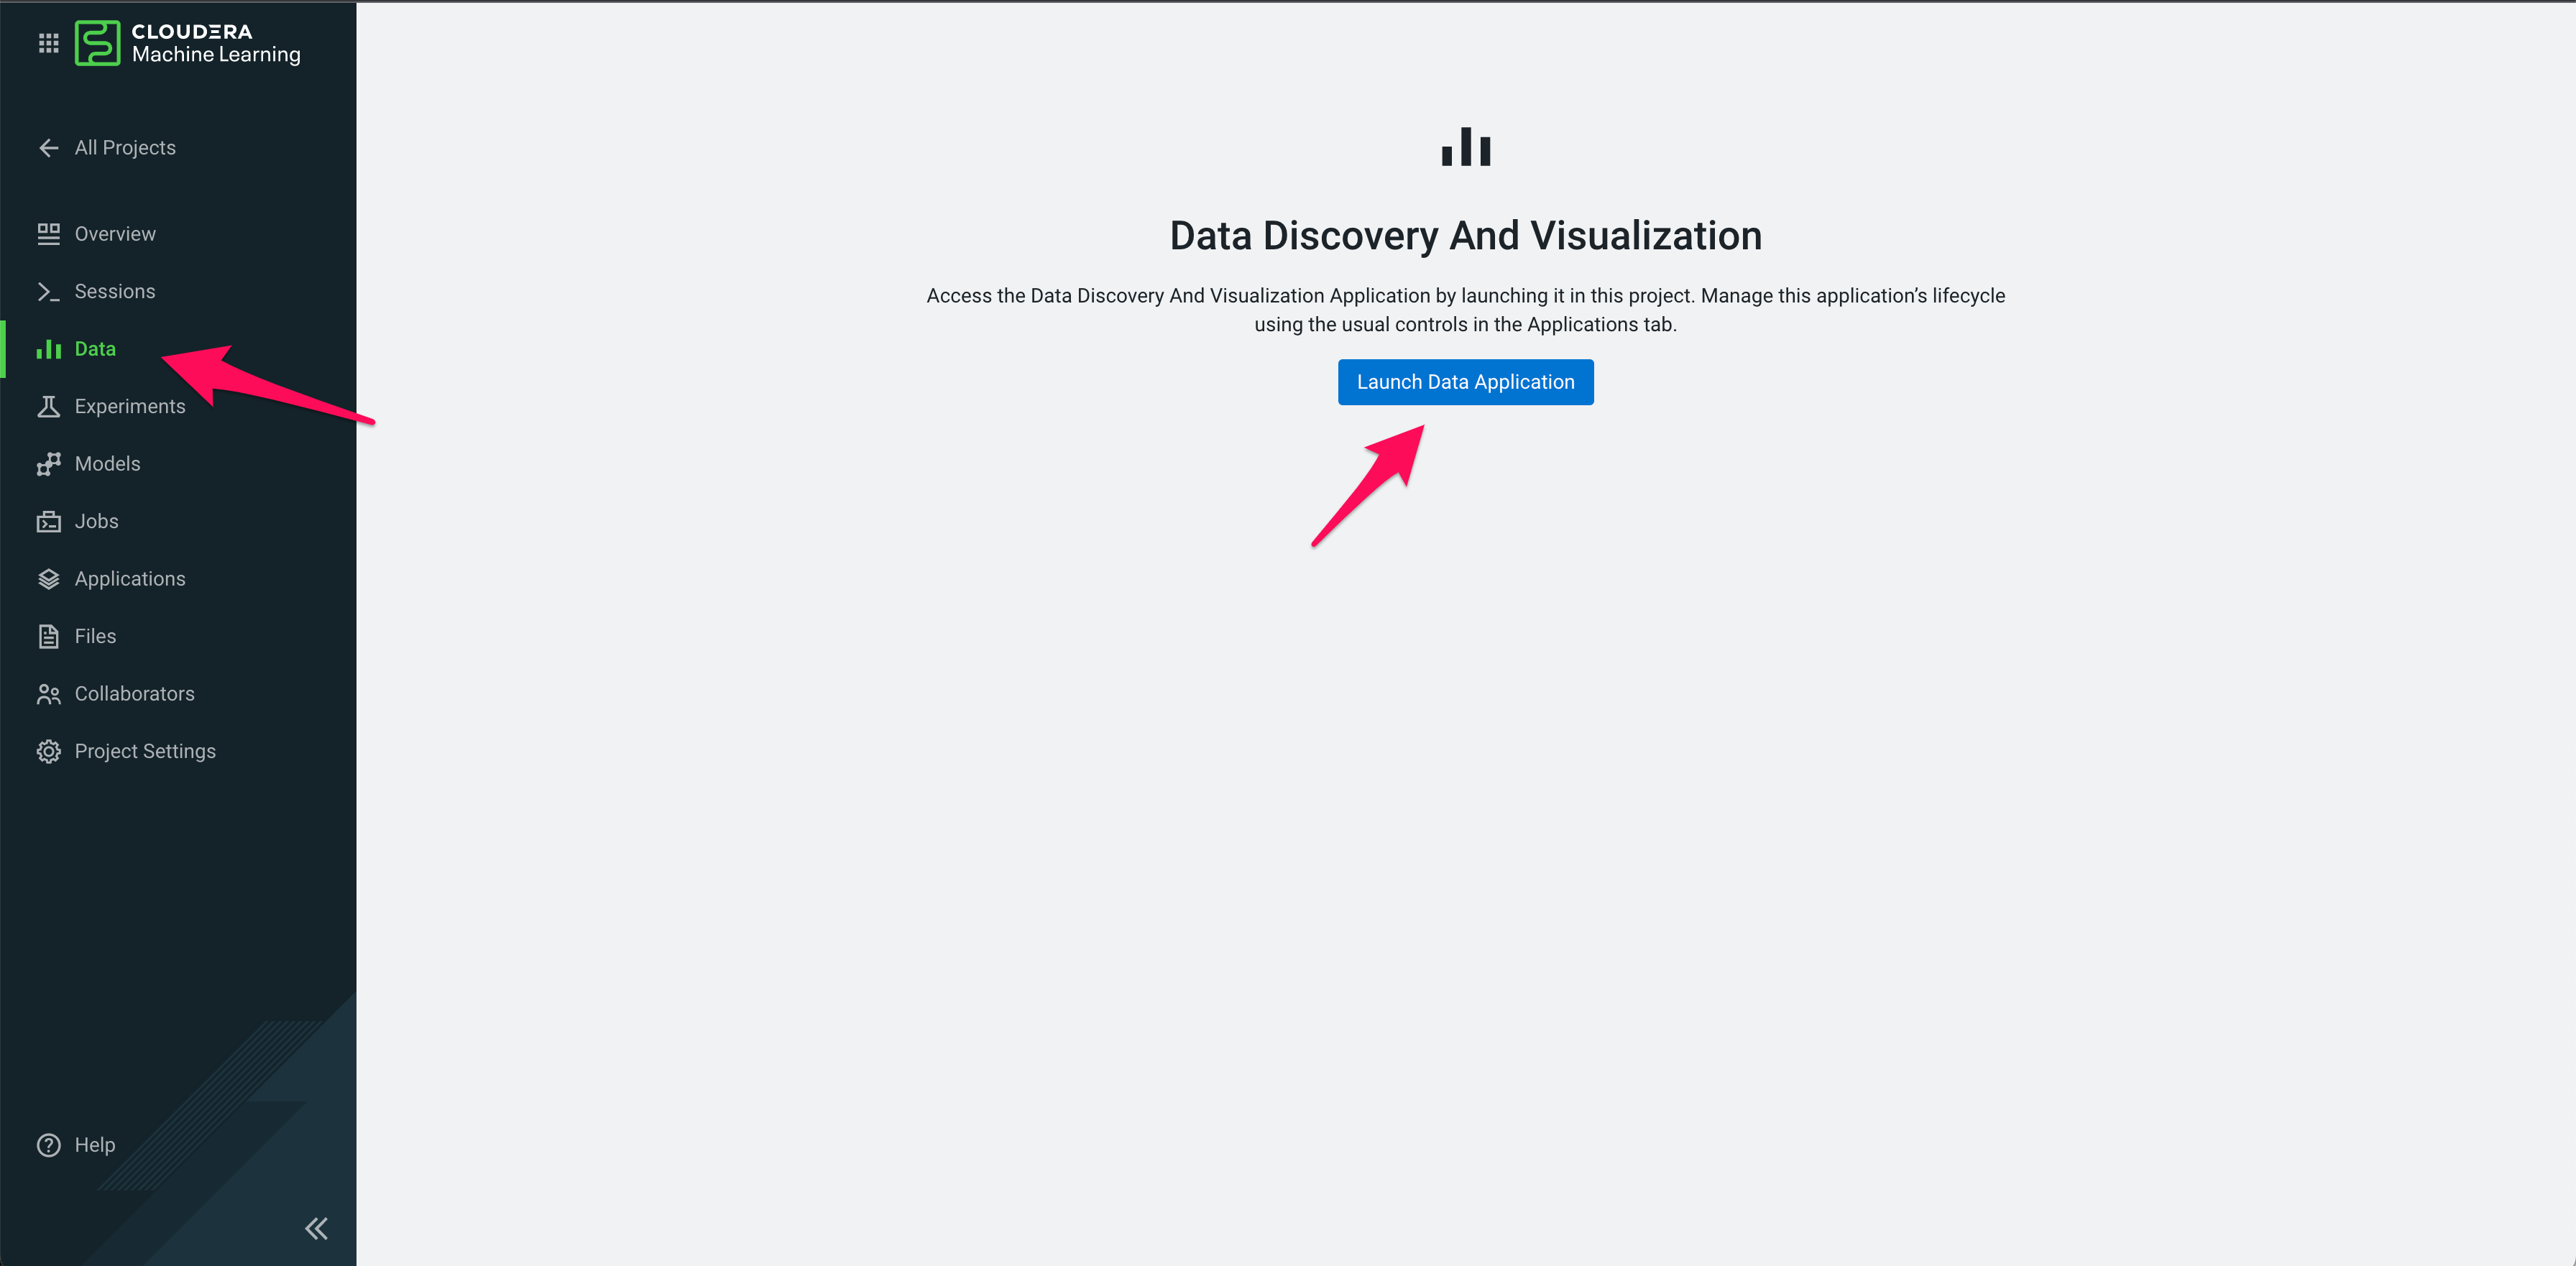 CLOUDERA
Machine Learning
All Projects
Overview
Sessions
Data
Experiments
Models
Jobs
Applications
Files
Collaborators
Project Settings
Help
Data Discovery And Visualization
Access the Data Discovery And Visualization Application by launching it in this project. Manage this application’s lifecycle
using the usual controls in the Applications tab.
Launch Data Application